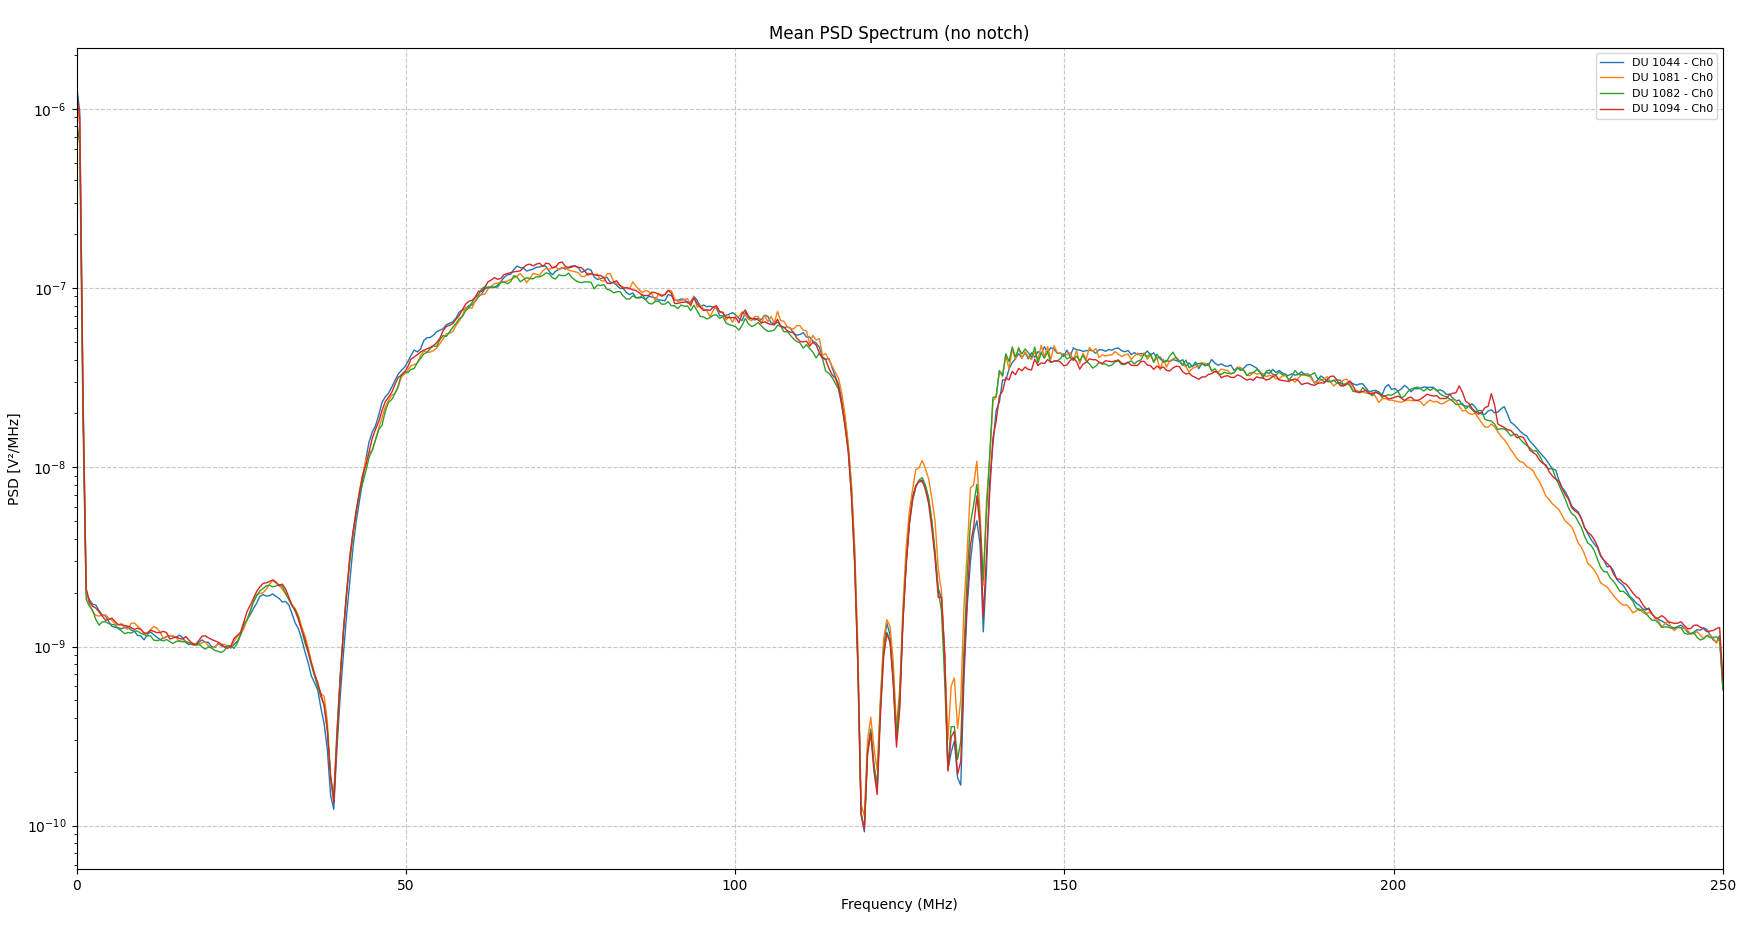 Mean PSD Spectrum (no notch)
DU 1044 - Ch0
DU 1081 - Ch0
DU 1082 - Ch0
DU 1094 - Ch0
PSD [V²/MHz]
10⁻⁶
10⁻⁷
10⁻⁸
10⁻⁹
10⁻¹⁰
0 50 100 150 200 250
Frequency (MHz)